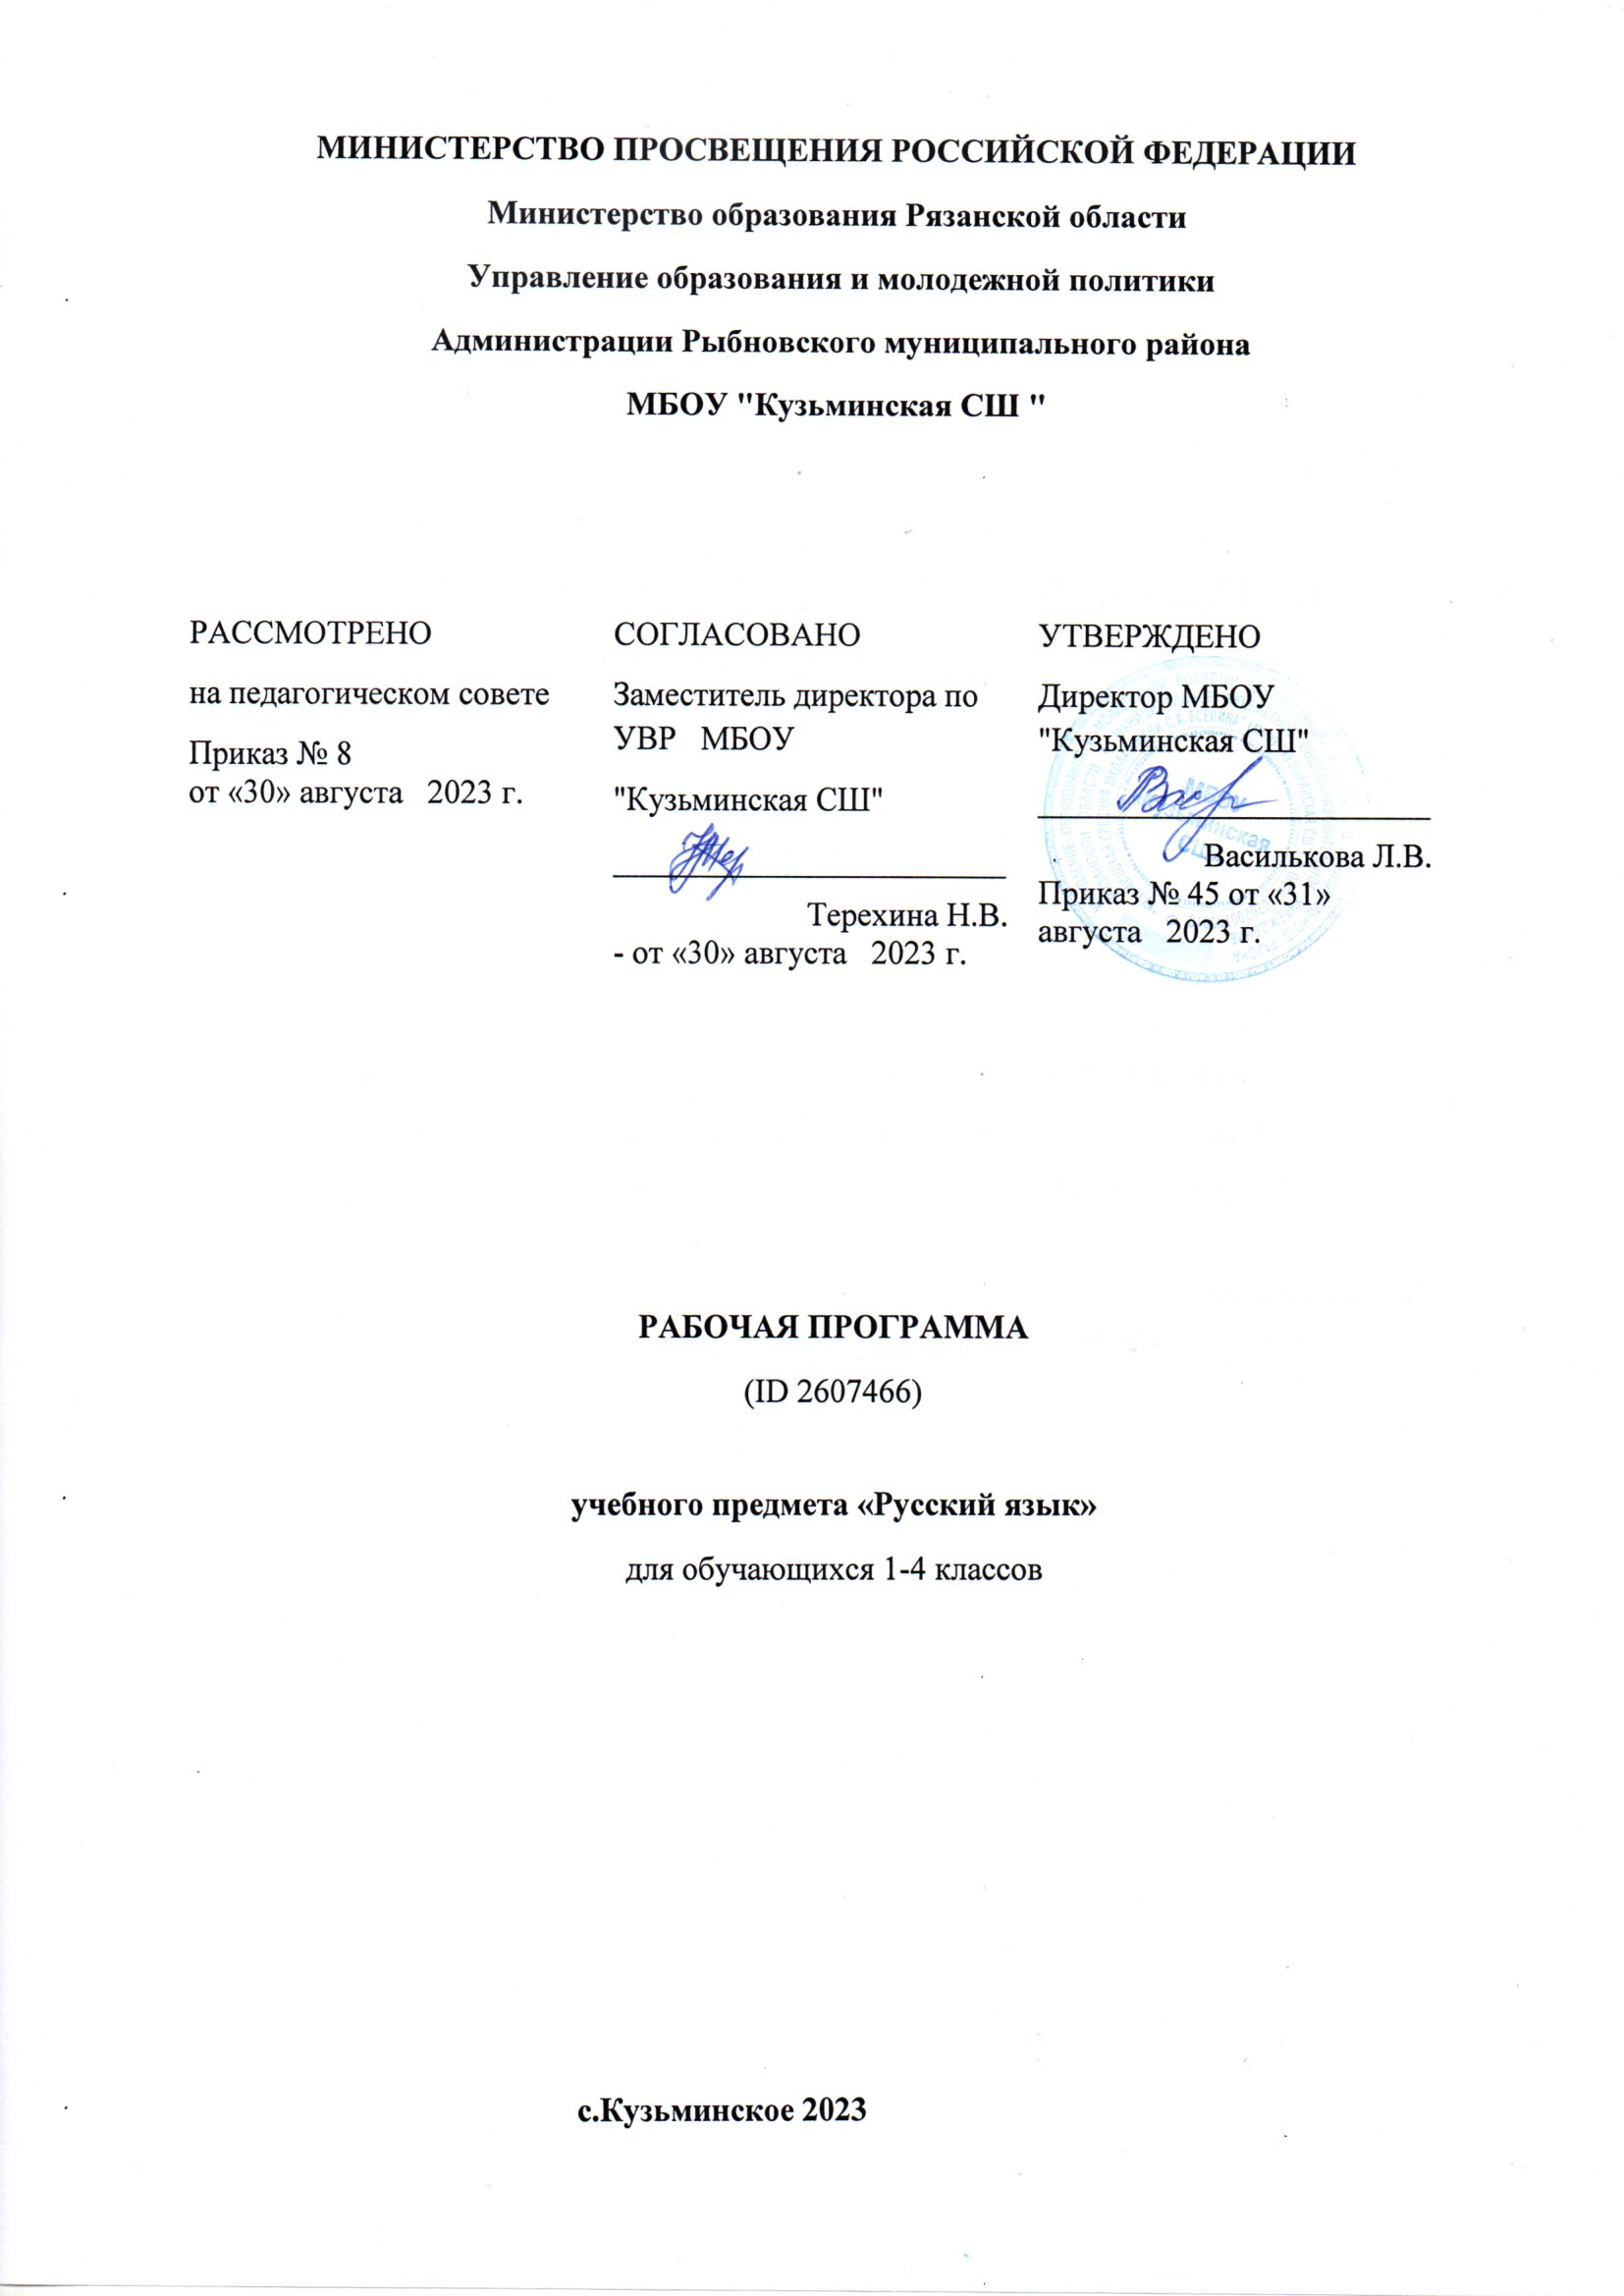 МИНИСТЕРСТВО ПРОСВЕЩЕНИЯ РОССИЙСКОЙ ФЕДЕРАЦИИ
Министерство образования Рязанской области
Управление образования и молодежной политики
Администрации Рыбновского муниципального района
МБОУ "Кузьминская СШ "
РАССМОТРЕНО
на педагогическом совете
Приказ № 8
от «30» августа 2023 г.
СОГЛАСОВАНО
Заместитель директора по
УВР МБОУ
"Кузьминская СШ"
Терехина Н.В.
- от «30» августа 2023 г.
УТВЕРЖДЕНО
Директор МБОУ
"Кузьминская СШ"
Василькова Л.В.
Приказ № 45 от «31»
августа 2023 г.
МБОУ
Кузьминская
СШ
РАБОЧАЯ ПРОГРАММА
(ID 2607466)
учебного предмета «Русский язык»
для обучающихся 1-4 классов
с.Кузьминское 2023